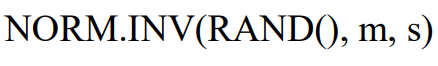 NORM.INV(RAND(), m, s)